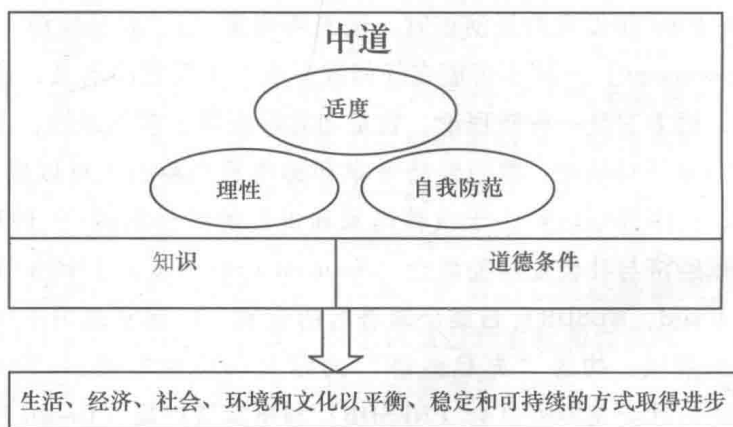 中道
适度
理性
自我防范
知识
道德条件
生活、经济、社会、环境和文化以平衡、稳定和可持续的方式取得进步